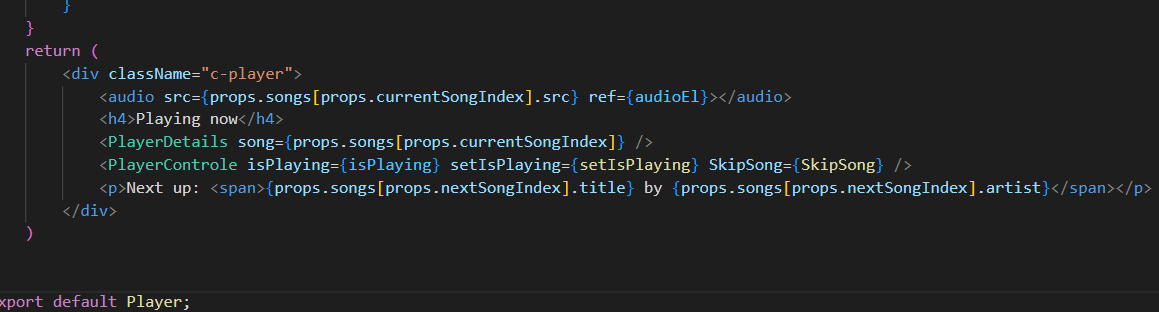 }
}
return (
<div className="c-player">
<audio src={props.songs[props.currentSongIndex].src} ref={audioEl}></audio>
<h4>Playing now</h4>
<PlayerDetails song={props.songs[props.currentSongIndex]} />
<PlayerControle isPlaying={isPlaying} setIsPlaying={setIsPlaying} SkipSong={SkipSong} />
<p>Next up: <span>{props.songs[props.nextSongIndex].title} by {props.songs[props.nextSongIndex].artist}</span></p>
</div>
)
xport default Player;